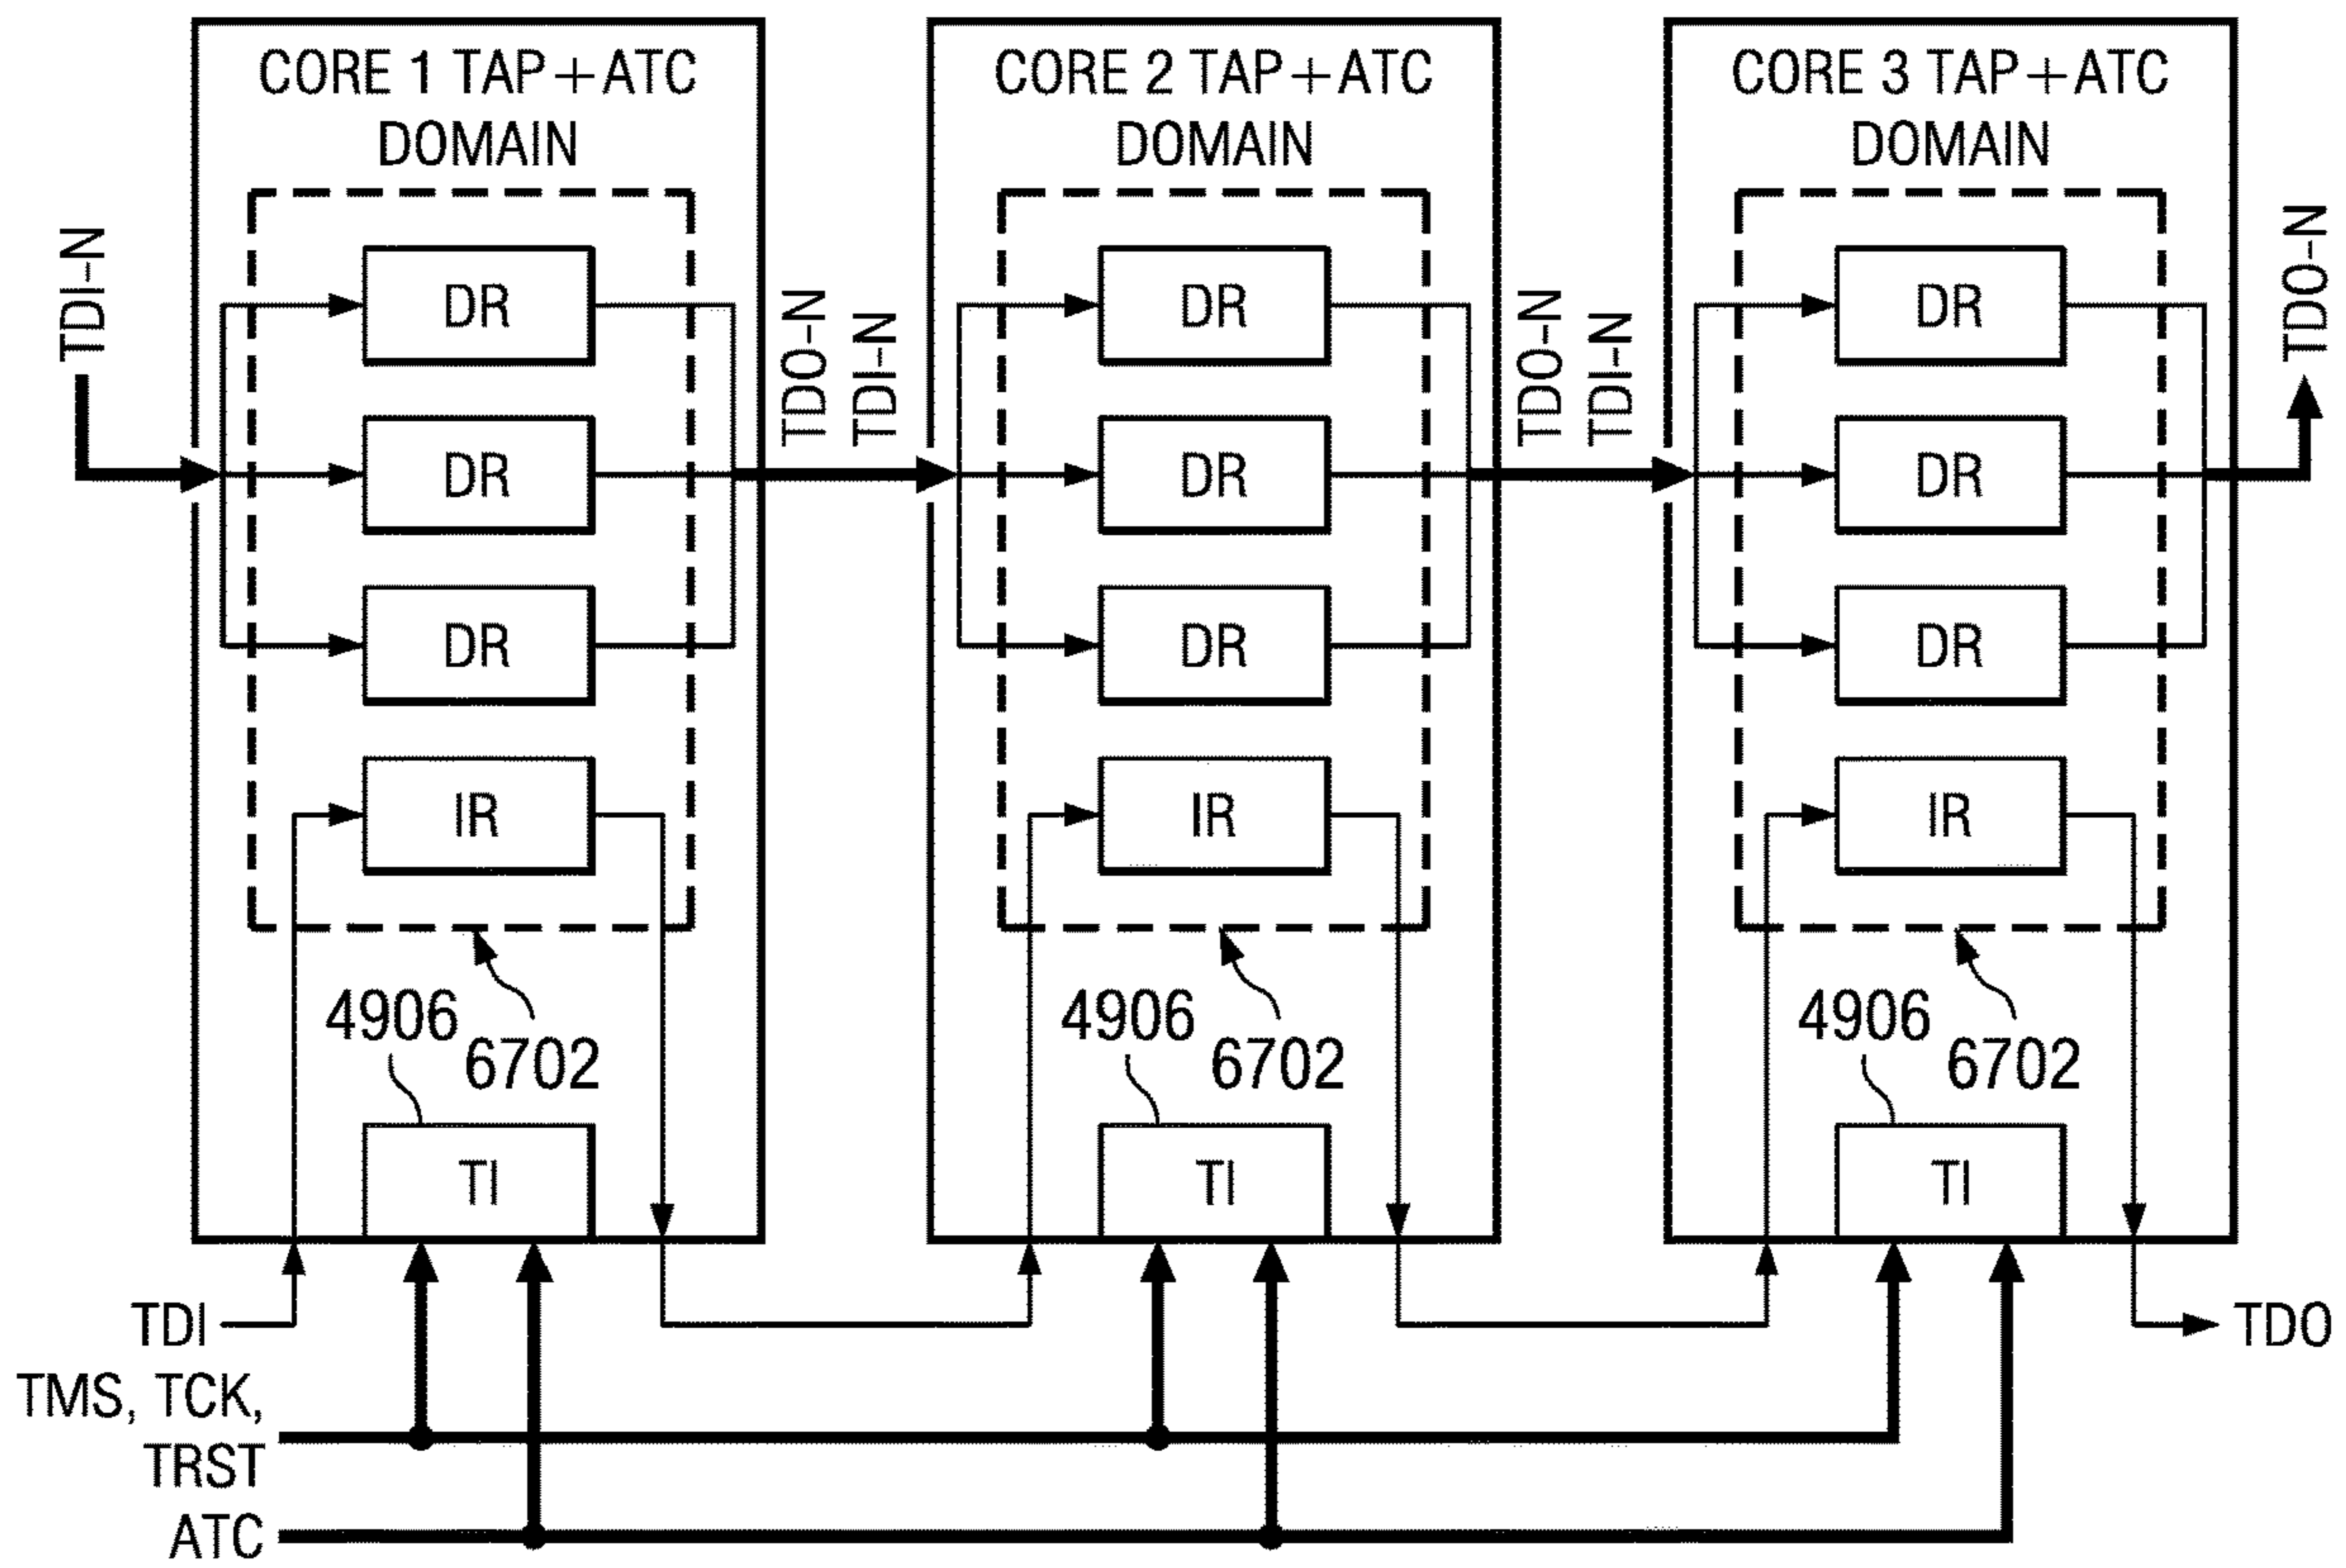 CORE 1 TAP+ATC
DOMAIN
CORE 2 TAP+ATC
DOMAIN
CORE 3 TAP+ATC
DOMAIN
TDI-N
DR
DR
DR
IR
TDO-N
TDI-N
DR
DR
DR
IR
TDO-N
TDI-N
DR
DR
DR
IR
TDO-N
4906
6702
4906
6702
4906
6702
TI
TI
TI
TDI
TDO
TMS, TCK,
TRST
ATC